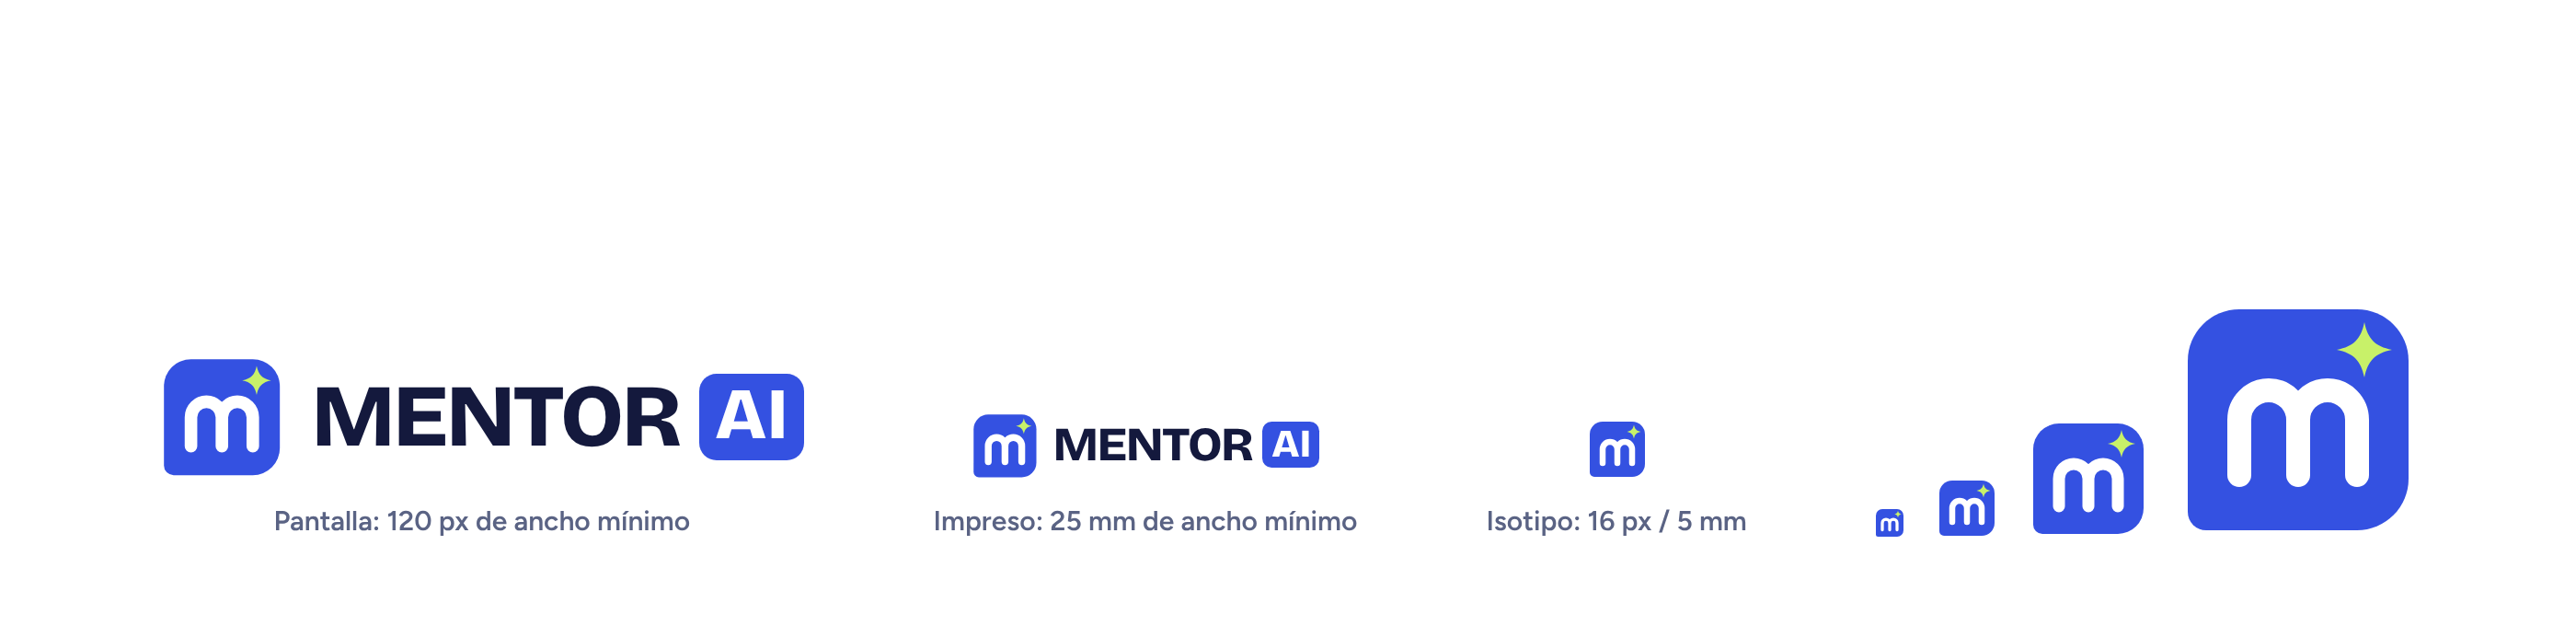 m MENTOR AI
Pantalla: 120 px de ancho mínimo
m MENTOR AI
Impreso: 25 mm de ancho mínimo
m
Isotipo: 16 px / 5 mm
m
m
m
m